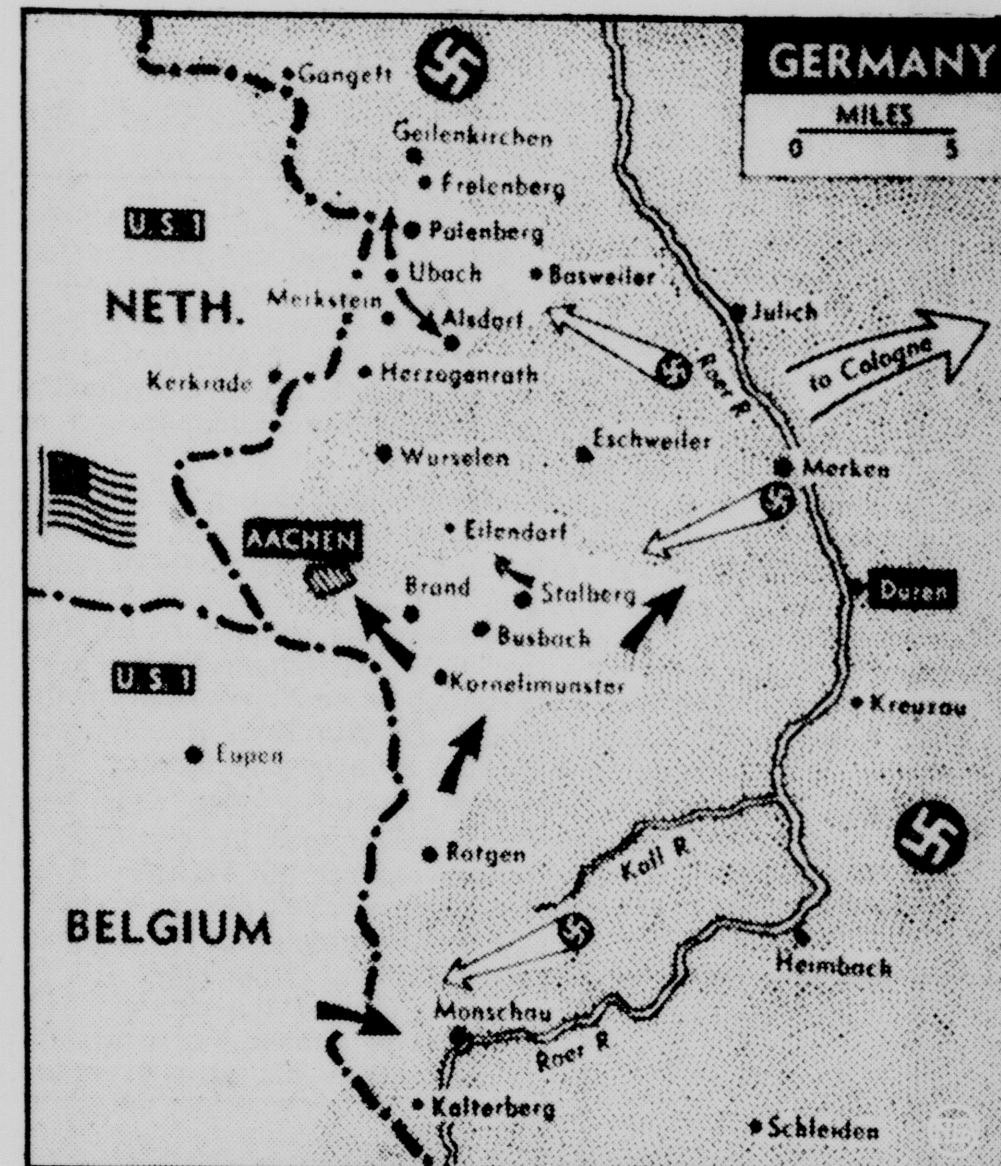 GERMANY
MILES
0 5
Gangelt
Geilenkirchen
Frelenberg
U.S.1
Palenberg
Ubach
Basweiler
NETH.
Merkstein
Alsdorf
Julich
Roer R
to Cologne
Kerkrade
Herzogenrath
Wurselen
Eschweiler
Merken
AACHEN
Eilendorf
Brand
Stalberg
Duren
Busbach
U.S.1
Kornelimunster
Kreuzau
Eupen
Rotgen
Kall R
BELGIUM
Heimbach
Monschau
Roer R
Kalterberg
Schleiden